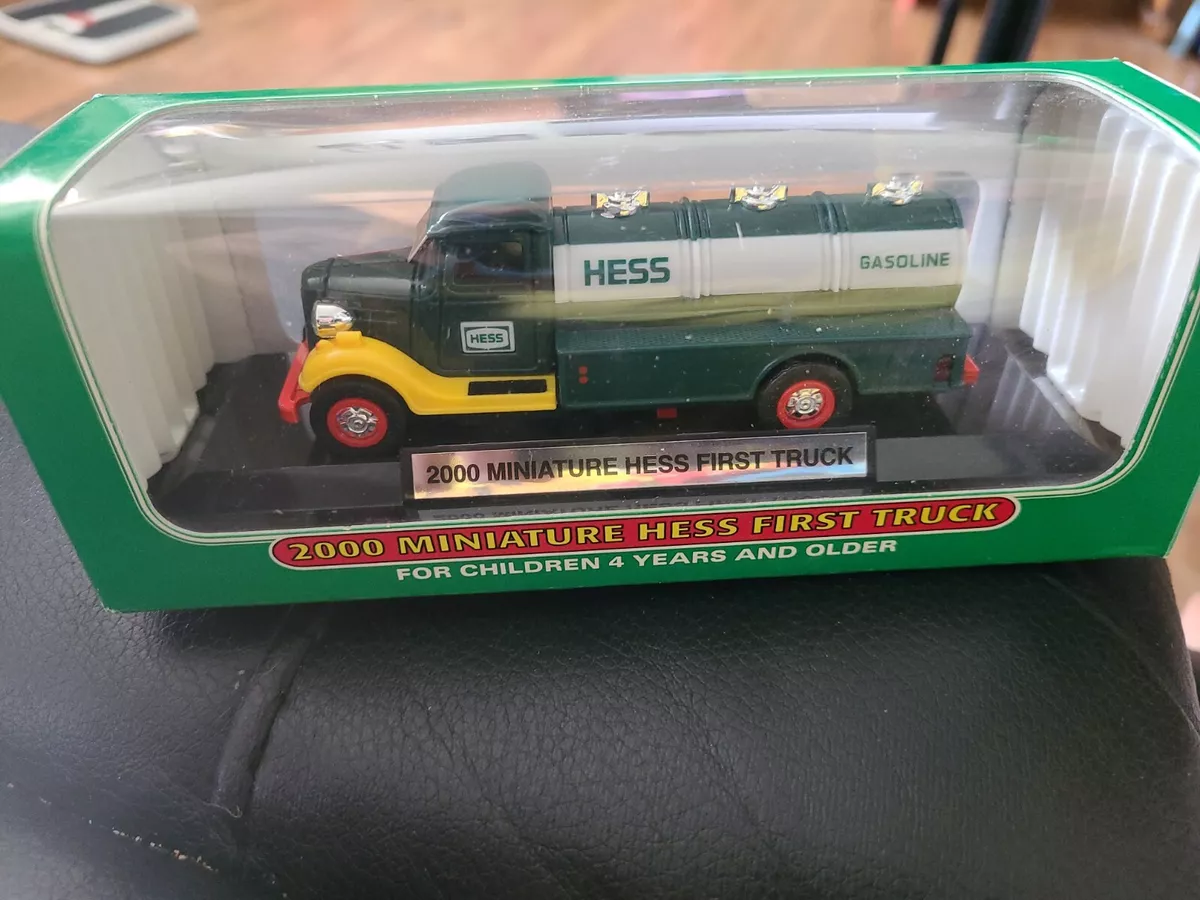 HESS
GASOLINE
HESS
2000 MINIATURE HESS FIRST TRUCK
2000 MINIATURE HESS FIRST TRUCK
FOR CHILDREN 4 YEARS AND OLDER